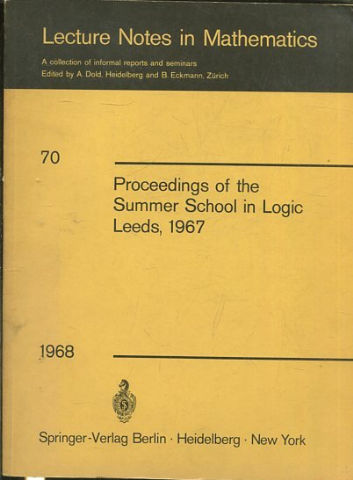 Lecture Notes in Mathematics
A collection of informal reports and seminars
Edited by A. Dold, Heidelberg and B. Eckmann, Zürich
70
Proceedings of the
Summer School in Logic
Leeds, 1967
1968
Springer-Verlag Berlin · Heidelberg · New York